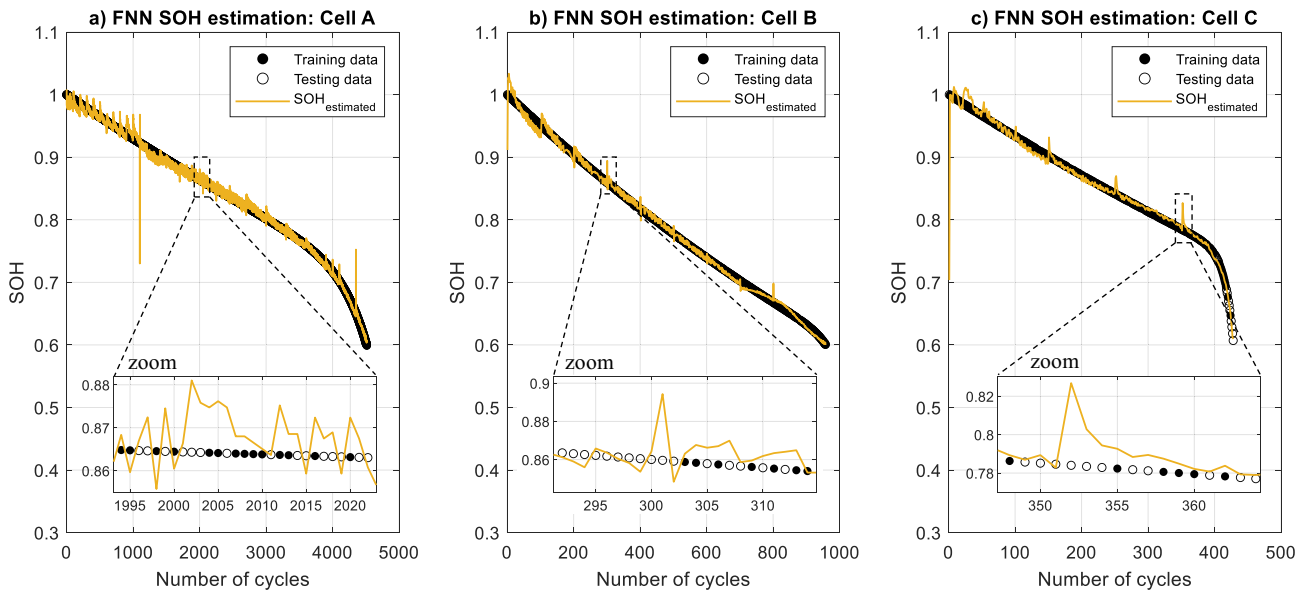 a) FNN SOH estimation: Cell A
1.1
1
0.9
0.8
0.7
0.6
0.5
0.4
0.3
SOH
Training data
Testing data
SOH estimated
zoom
0.88
0.87
0.86
1995 2000 2005 2010 2015 2020
0 1000 2000 3000 4000 5000
Number of cycles
b) FNN SOH estimation: Cell B
1.1
1
0.9
0.8
0.7
0.6
0.5
0.4
0.3
SOH
Training data
Testing data
SOH estimated
zoom
0.9
0.88
0.86
295 300 305 310
0 200 400 600 800 1000
Number of cycles
c) FNN SOH estimation: Cell C
1.1
1
0.9
0.8
0.7
0.6
0.5
0.4
0.3
SOH
Training data
Testing data
SOH estimated
zoom
0.82
0.8
0.78
350 355 360
0 100 200 300 400 500
Number of cycles